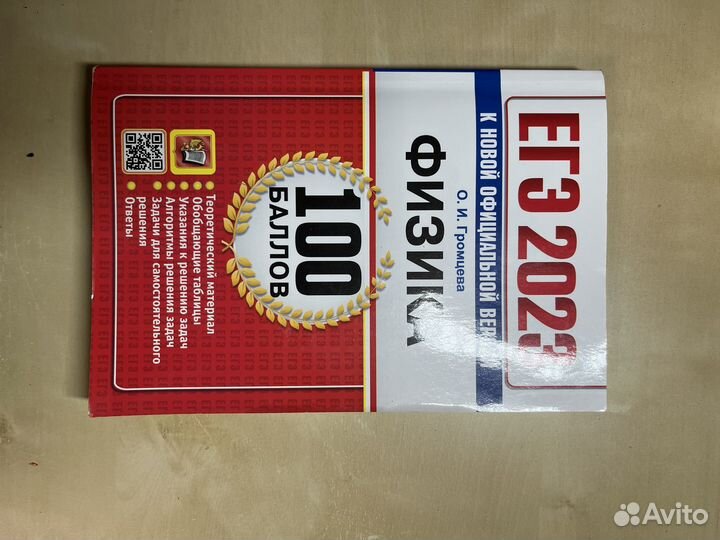 ЕГЭ 2023
К НОВОЙ ОФИЦИАЛЬНОЙ
О. И. Громцева
ФИЗИКА
100
БАЛЛОВ
Теоретический материал
Обобщающие таблицы
Указания к решению задач
Алгоритмы решения задач
Задачи для самостоятельного
решения
Ответы
Avito